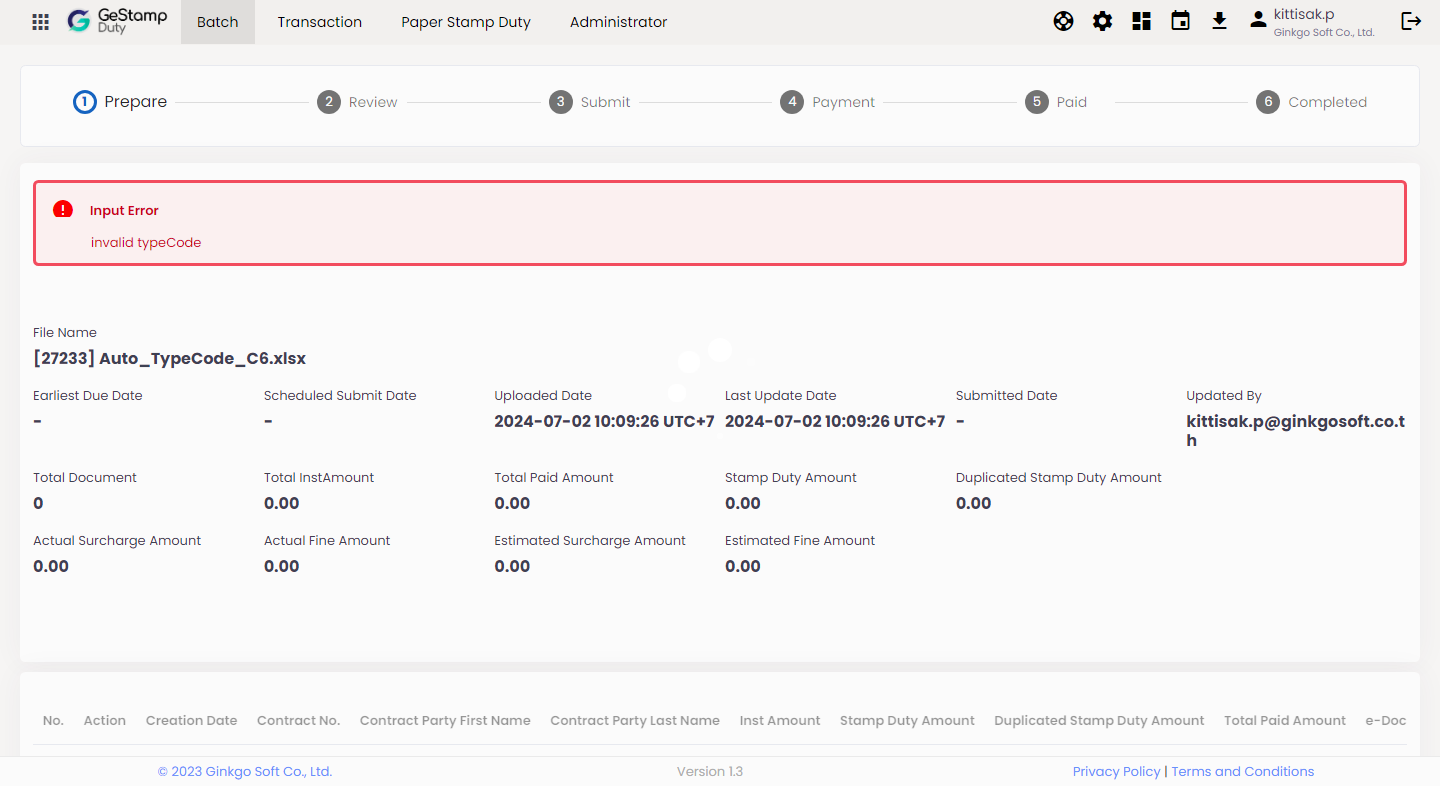 GeStamp
Duty
Batch
Transaction
Paper Stamp Duty
Administrator
kittisak.p
Ginkgo Soft Co., Ltd.
1 Prepare
2 Review
3 Submit
4 Payment
5 Paid
6 Completed
Input Error
invalid typeCode
File Name
[27233] Auto_TypeCode_C6.xlsx
Earliest Due Date
-
Scheduled Submit Date
-
Uploaded Date
2024-07-02 10:09:26 UTC+7
Last Update Date
2024-07-02 10:09:26 UTC+7
Submitted Date
-
Updated By
kittisak.p@ginkgosoft.co.t
h
Total Document
0
Total InstAmount
0.00
Total Paid Amount
0.00
Stamp Duty Amount
0.00
Duplicated Stamp Duty Amount
0.00
Actual Surcharge Amount
0.00
Actual Fine Amount
0.00
Estimated Surcharge Amount
0.00
Estimated Fine Amount
0.00
No. Action Creation Date Contract No. Contract Party First Name Contract Party Last Name Inst Amount Stamp Duty Amount Duplicated Stamp Duty Amount Total Paid Amount e-Doc
© 2023 Ginkgo Soft Co., Ltd.
Version 1.3
Privacy Policy | Terms and Conditions